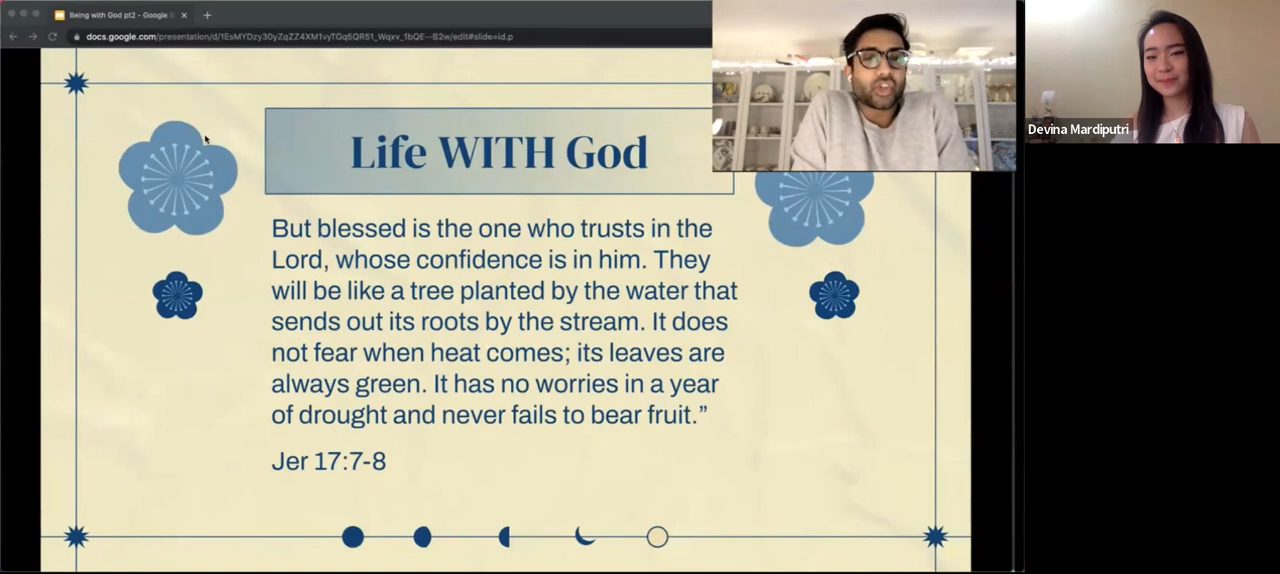 Being with God pt2 - Google S
docs.google.com/presentation/d/1EsMYDzy30yZqZZ4XM1vyTGq6QR51_Wqxv_1bQE--B2w/edit#slide=id.p
Life WITH God
But blessed is the one who trusts in the
Lord, whose confidence is in him. They
will be like a tree planted by the water that
sends out its roots by the stream. It does
not fear when heat comes; its leaves are
always green. It has no worries in a year
of drought and never fails to bear fruit.”
Jer 17:7-8
Devina Mardiputri